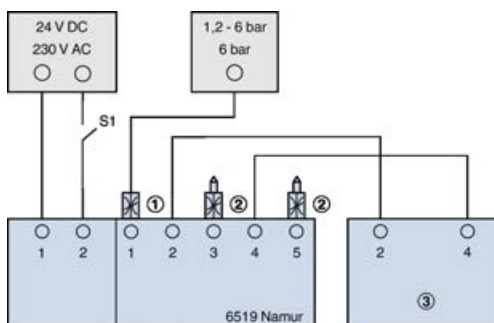 24 V DC
230 V AC
1,2 - 6 bar
6 bar
S1
① ② ②
1 2 1 2 3 4 5 2 4
6519 Namur
③